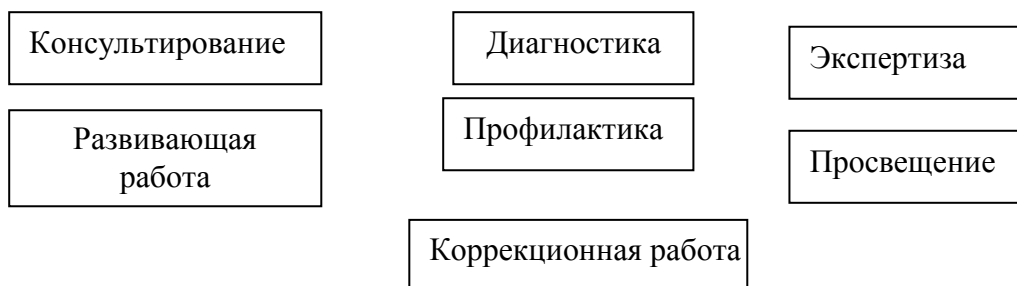 Консультирование
Диагностика
Экспертиза
Развивающая
работа
Профилактика
Просвещение
Коррекционная работа